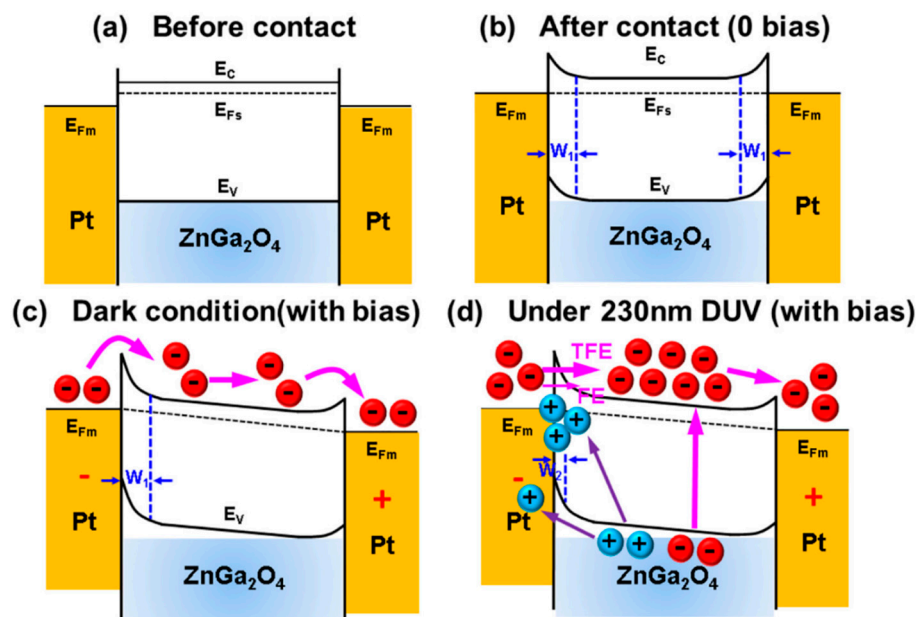 (a) Before contact
E_C
E_Fm E_Fs E_Fm
E_V
Pt ZnGa₂O₄ Pt
(b) After contact (0 bias)
E_C
E_Fm E_Fs E_Fm
W₁ W₁
E_V
Pt ZnGa₂O₄ Pt
(c) Dark condition(with bias)
- - - - - - - -
E_Fm E_Fm
W₁
- +
E_V
Pt Pt
ZnGa₂O₄
(d) Under 230nm DUV (with bias)
TFE
FE
- - - - - - - - - - - - - -
E_Fm E_Fm
+ + +
W₂
- +
+
Pt Pt
+ + - -
ZnGa₂O₄